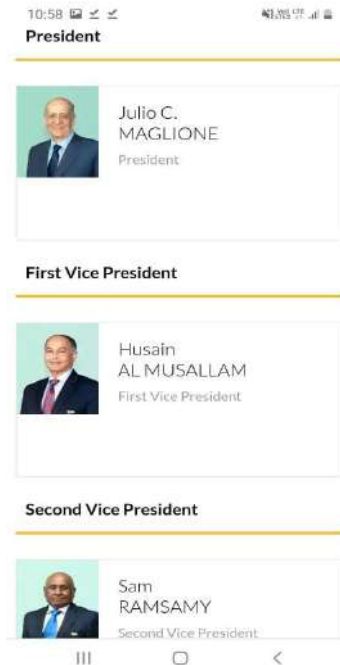 10:58
President
Julio C.
MAGLIONE
President
First Vice President
Husain
AL MUSALLAM
First Vice President
Second Vice President
Sam
RAMSAMY
Second Vice President